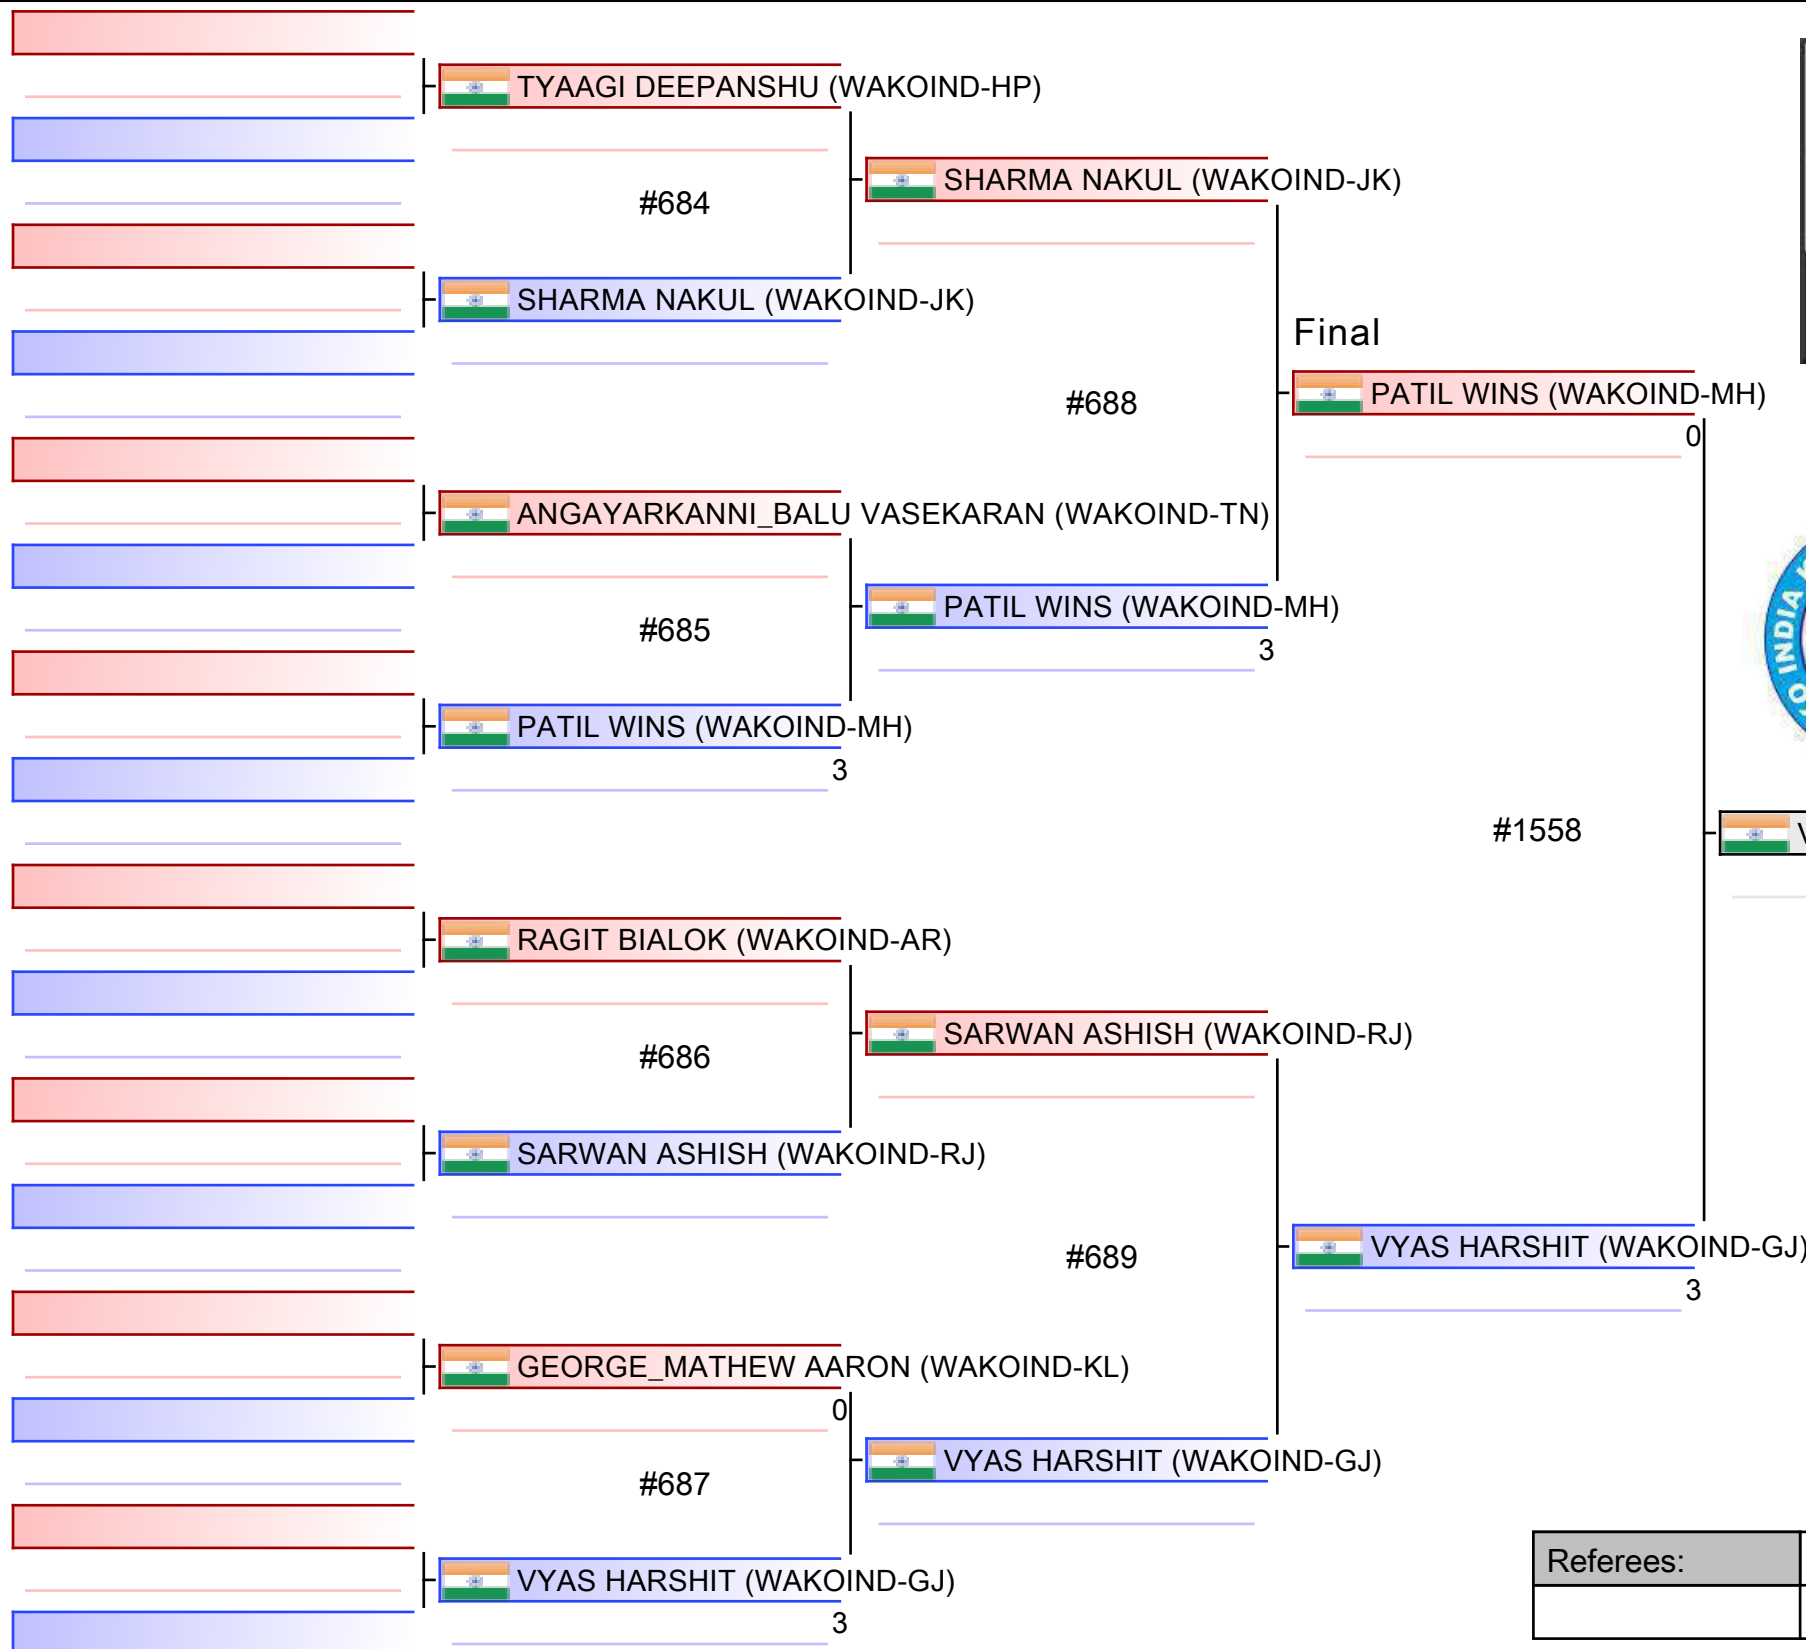 TYAAGI DEEPANSHU (WAKOIND-HP)
#684
SHARMA NAKUL (WAKOIND-JK)
ANGAYARKANNI_BALU VASEKARAN (WAKOIND-TN)
#685
PATIL WINS (WAKOIND-MH)
3
RAGIT BIALOK (WAKOIND-AR)
#686
SARWAN ASHISH (WAKOIND-RJ)
GEORGE_MATHEW AARON (WAKOIND-KL)
0
#687
VYAS HARSHIT (WAKOIND-GJ)
3
SHARMA NAKUL (WAKOIND-JK)
#688
PATIL WINS (WAKOIND-MH)
3
SARWAN ASHISH (WAKOIND-RJ)
#689
VYAS HARSHIT (WAKOIND-GJ)
Final
PATIL WINS (WAKOIND-MH)
0
#1558
VYAS HARSHIT (WAKOIND-GJ)
3
INDIA
Referees: